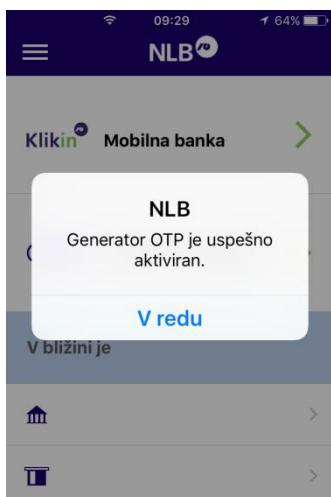 09:29
64%
NLB
Klikin Mobilna banka
NLB
Generator OTP je uspešno
aktiviran.
V redu
V bližini je